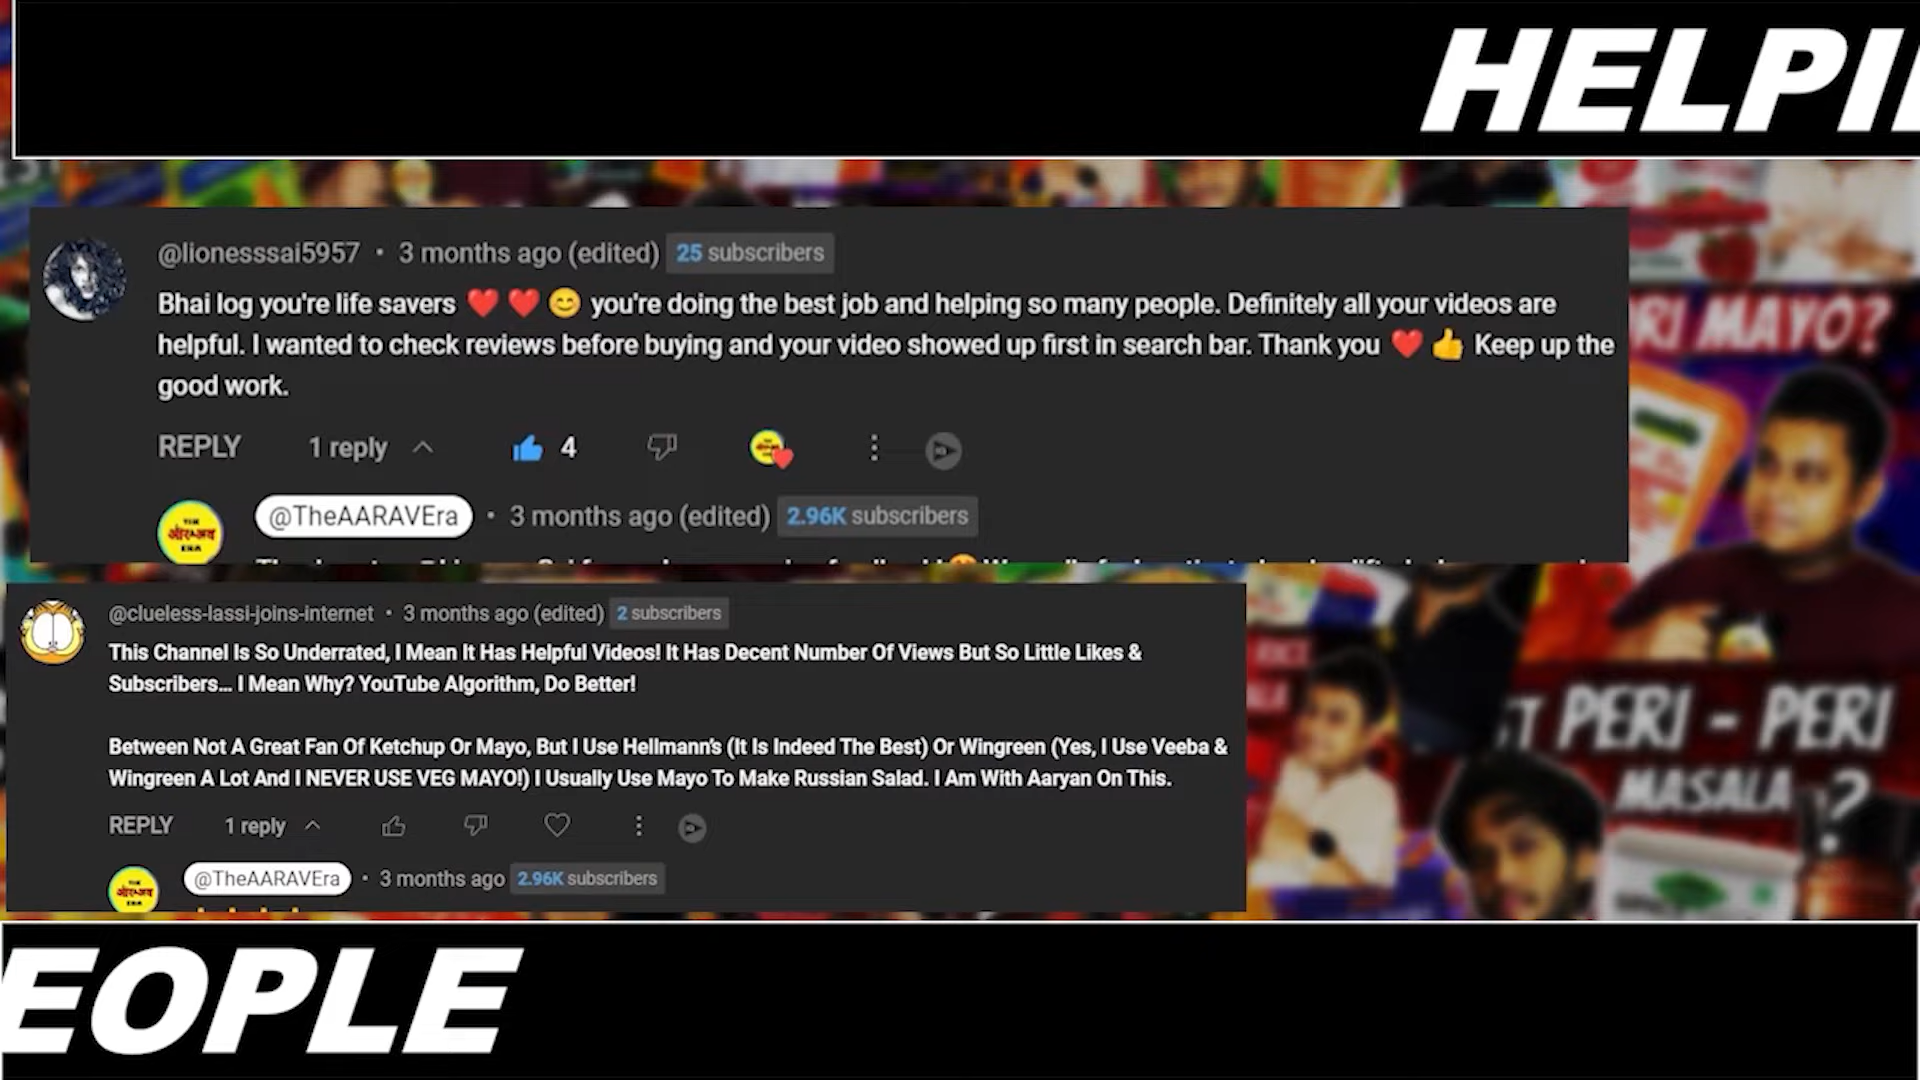 HELPI
@lionesssai5957 • 3 months ago (edited) 25 subscribers
Bhai log you're life savers ❤️ ❤️ 😊 you're doing the best job and helping so many people. Definitely all your videos are
helpful. I wanted to check reviews before buying and your video showed up first in search bar. Thank you ❤️ 👍 Keep up the
good work.
REPLY 1 reply 4
@TheAARAVEra • 3 months ago (edited) 2.96K subscribers
RI MAYO?
@clueless-lassi-joins-internet • 3 months ago (edited) 2 subscribers
This Channel Is So Underrated, I Mean It Has Helpful Videos! It Has Decent Number Of Views But So Little Likes &
Subscribers... I Mean Why? YouTube Algorithm, Do Better!
Between Not A Great Fan Of Ketchup Or Mayo, But I Use Hellmann's (It Is Indeed The Best) Or Wingreen (Yes, I Use Veeba &
Wingreen A Lot And I NEVER USE VEG MAYO!) I Usually Use Mayo To Make Russian Salad. I Am With Aaryan On This.
REPLY 1 reply
@TheAARAVEra • 3 months ago 2.96K subscribers
T PERI - PERI
MASALA ?
EOPLE